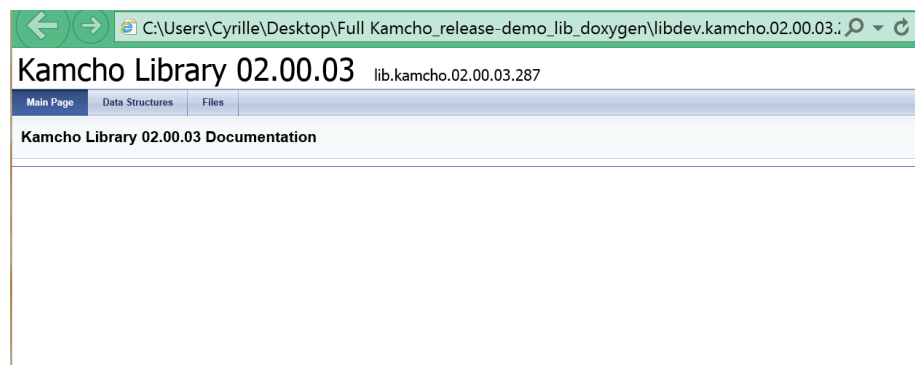 C:\Users\Cyrille\Desktop\Full Kamcho_release-demo_lib_doxygen\libdev.kamcho.02.00.03.:
Kamcho Library 02.00.03 lib.kamcho.02.00.03.287
Main Page Data Structures Files
Kamcho Library 02.00.03 Documentation